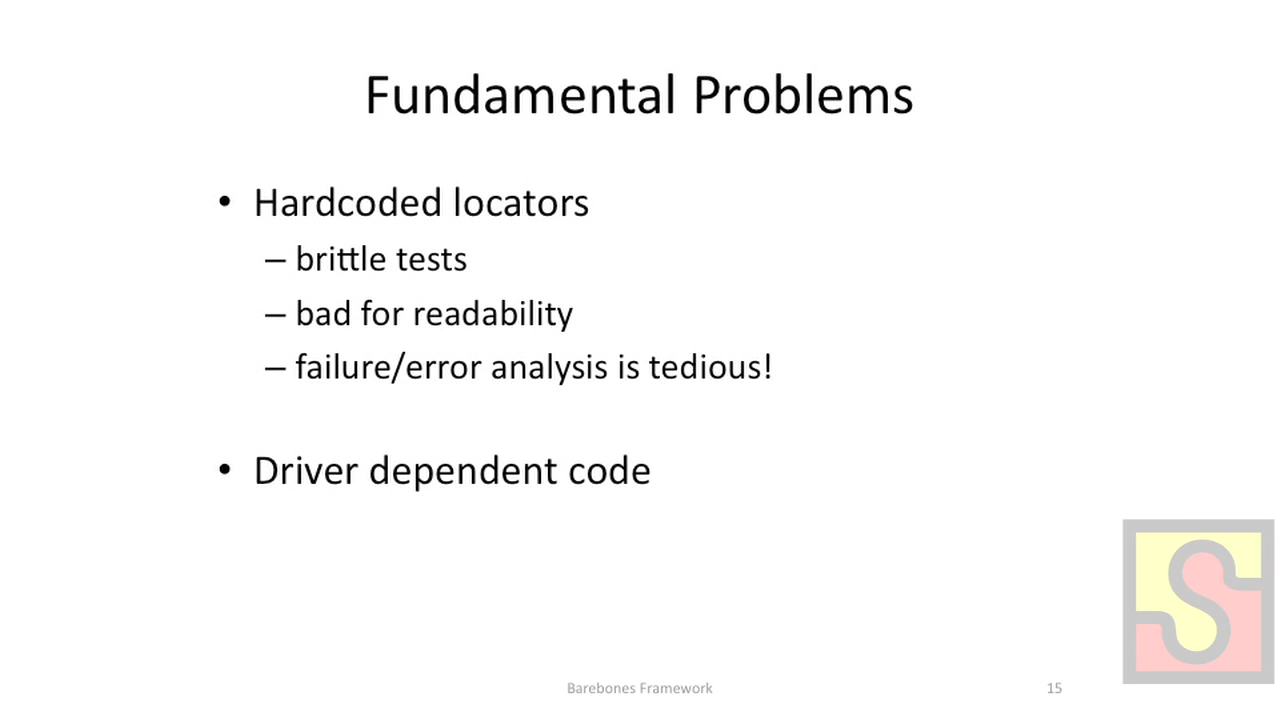 Fundamental Problems
• Hardcoded locators
– brittle tests
– bad for readability
– failure/error analysis is tedious!
• Driver dependent code
Barebones Framework
15
S